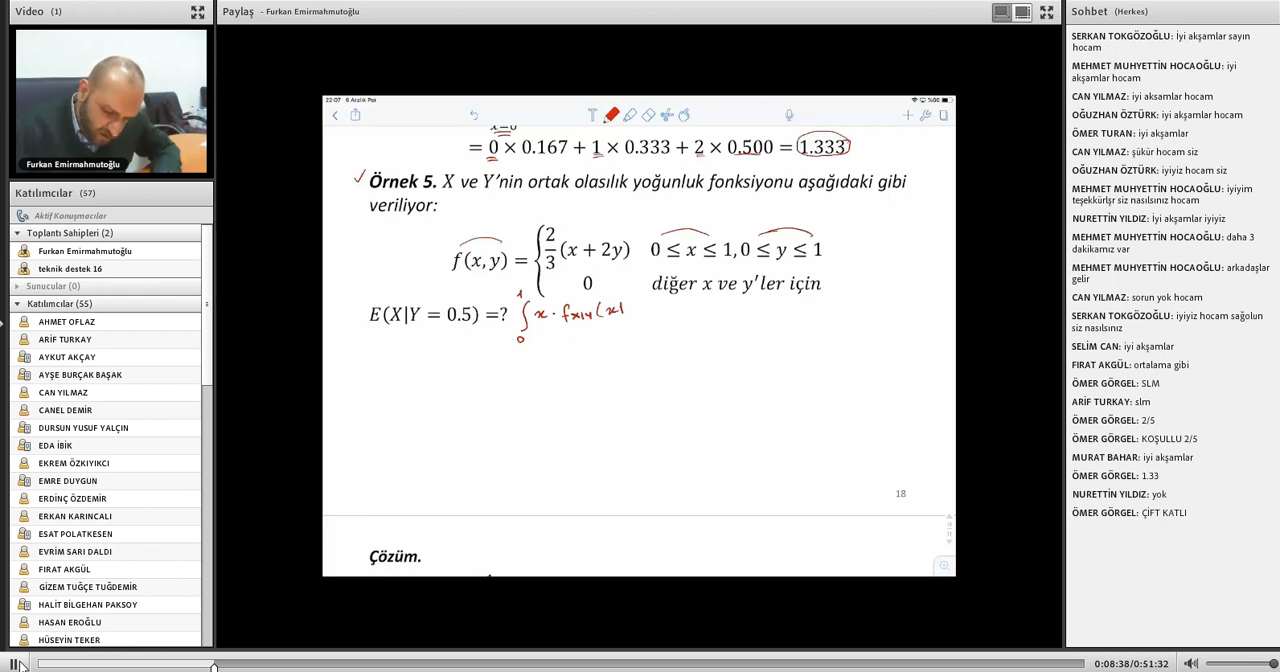 Video (1)
Furkan Emirmahmutoğlu
Katılımcılar (57)
Aktif Konuşmacılar
Toplantı Sahipleri (2)
Furkan Emirmahmutoğlu
teknik destek 16
Sunucular (0)
Katılımcılar (55)
AHMET OFLAZ
ARİF TURKAY
AYKUT AKÇAY
AYŞE BURÇAK BAŞAK
CAN YILMAZ
CANEL DEMİR
DURSUN YUSUF YALÇIN
EDA İBİK
EKREM ÖZKIYIKCI
EMRE DUYGUN
ERDİNÇ ÖZDEMİR
ERKAN KARINCALI
ESAT POLATKESEN
EVRİM SARI DALDI
FIRAT AKGÜL
GİZEM TUĞÇE TUĞDEMİR
HALİT BİLGEHAN PAKSOY
HASAN EROĞLU
HÜSEYİN TEKER
Paylaş - Furkan Emirmahmutoğlu
22:07 6 Aralık Por
%60
x=0
= 0 × 0.167 + 1 × 0.333 + 2 × 0.500 = 1.333
✓ Örnek 5. X ve Y’nin ortak olasılık yoğunluk fonksiyonu aşağıdaki gibi
veriliyor:
f(x, y) = { 2/3 (x + 2y) 0 ≤ x ≤ 1, 0 ≤ y ≤ 1
0 diğer x ve y′ler için
E(X|Y = 0.5) =? ∫₀¹ x · fx|y(x|
18
Çözüm.
Sohbet (Herkes)
SERKAN TOKGÖZOĞLU: İyi akşamlar sayın
hocam
MEHMET MUHYETTİN HOCAOĞLU: iyi
akşamlar hocam
CAN YILMAZ: iyi aksamlar hocam
OĞUZHAN ÖZTÜRK: iyi akşamlar hocam
ÖMER TURAN: iyi akşamlar
CAN YILMAZ: şükür hocam siz
OĞUZHAN ÖZTÜRK: iyiyiz hocam siz
MEHMET MUHYETTİN HOCAOĞLU: iyiyim
teşekkürlşr siz nasılsınız hocam
NURETTİN YILDIZ: İyi akşamlar iyiyiz
MEHMET MUHYETTİN HOCAOĞLU: daha 3
dakikamız var
MEHMET MUHYETTİN HOCAOĞLU: arkadaşlar
gelir
CAN YILMAZ: sorun yok hocam
SERKAN TOKGÖZOĞLU: iyiyiz hocam sağolun
siz nasılsınız
SELİM CAN: iyi akşamlar
FIRAT AKGÜL: ortalama gibi
ÖMER GÖRGEL: SLM
ARİF TURKAY: slm
ÖMER GÖRGEL: 2/5
ÖMER GÖRGEL: KOŞULLU 2/5
MURAT BAHAR: iyi akşamlar
ÖMER GÖRGEL: 1.33
NURETTİN YILDIZ: yok
ÖMER GÖRGEL: ÇİFT KATLI
0:08:38/0:51:32